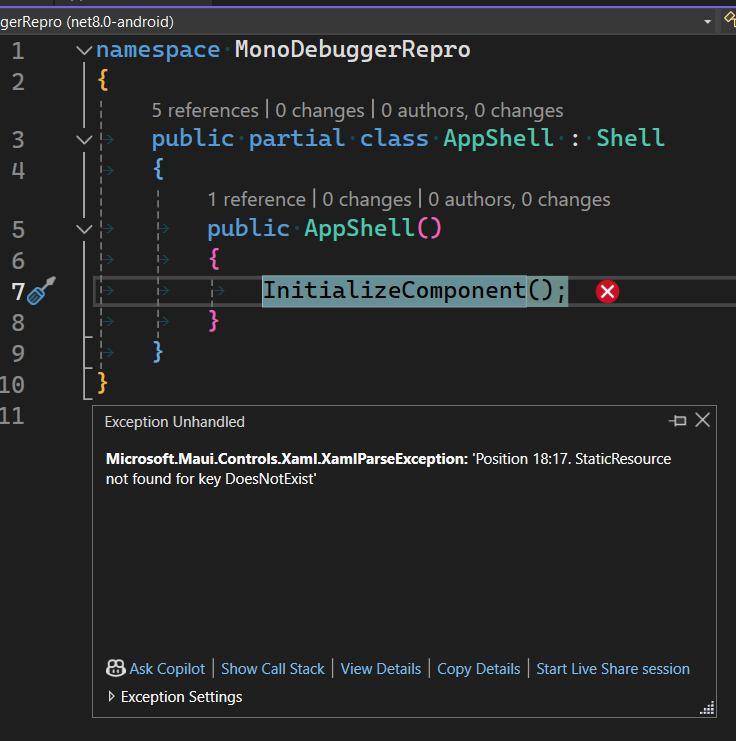 gerRepro (net8.0-android)
1 namespace MonoDebuggerRepro
2 {
5 references | 0 changes | 0 authors, 0 changes
3 public partial class AppShell : Shell
4 {
1 reference | 0 changes | 0 authors, 0 changes
5 public AppShell()
6 {
7 InitializeComponent();
8 }
9 }
10 }
11
Exception Unhandled
Microsoft.Maui.Controls.Xaml.XamlParseException: 'Position 18:17. StaticResource
not found for key DoesNotExist'
Ask Copilot | Show Call Stack | View Details | Copy Details | Start Live Share session
Exception Settings